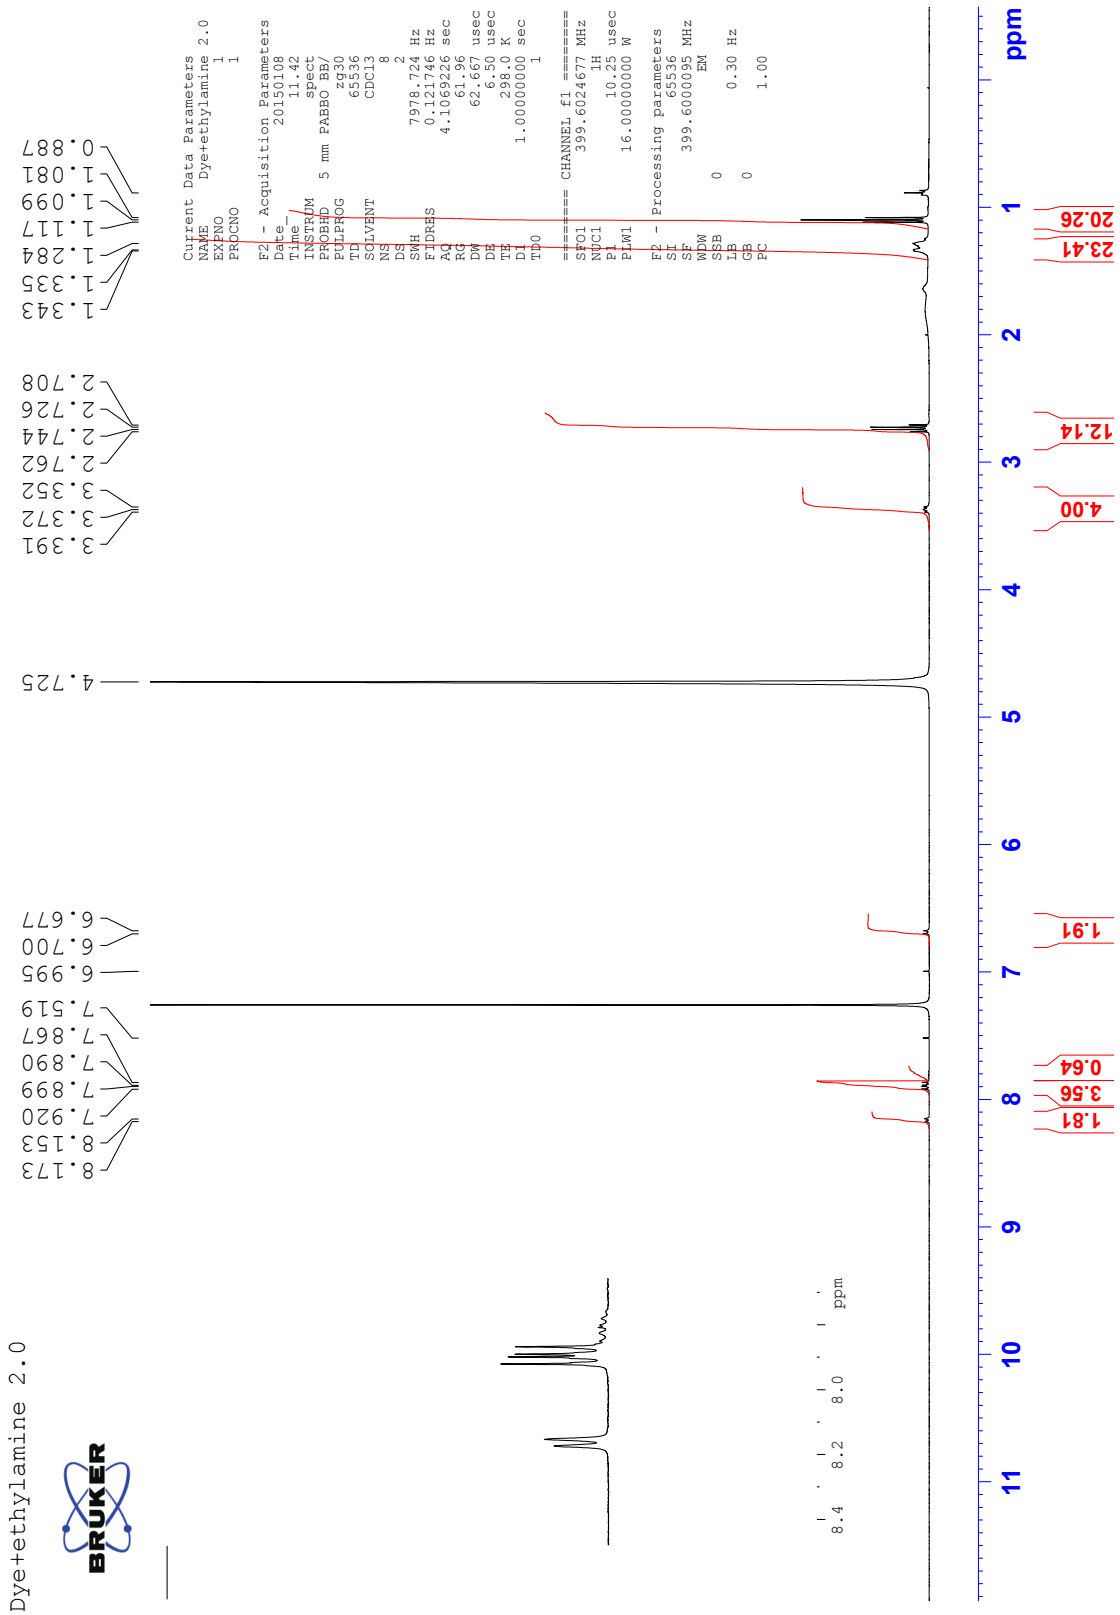 Dye+ethylamine 2.0
BRUKER
8.173
8.153
7.920
7.899
7.890
7.867
7.519
6.995
6.700
6.677
4.725
3.391
3.372
3.352
2.762
2.744
2.726
2.708
1.343
1.335
1.284
1.117
1.099
1.081
0.887
Current Data Parameters
NAME Dye+ethylamine 2.0
EXPNO 1
PROCNO 1
F2 - Acquisition Parameters
Date_ 20150108
Time 11.42
INSTRUM spect
PROBHD 5 mm PABBO BB/
PULPROG zg30
TD 65536
SOLVENT CDCl3
NS 8
DS 2
SWH 7978.724 Hz
FIDRES 0.121746 Hz
AQ 4.1069226 sec
RG 61.96
DW 62.667 usec
DE 6.50 usec
TE 298.0 K
D1 1.00000000 sec
TD0 1
======== CHANNEL f1 ========
SFO1 399.6024677 MHz
NUC1 1H
P1 10.25 usec
PLW1 16.00000000 W
F2 - Processing parameters
SI 65536
SF 399.6000095 MHz
WDW EM
SSB 0
LB 0.30 Hz
GB 0
PC 1.00
8.4 8.2 8.0 ppm
11 10 9 8 7 6 5 4 3 2 1 ppm
1.81
3.56
0.64
1.91
4.00
12.14
23.41
20.26